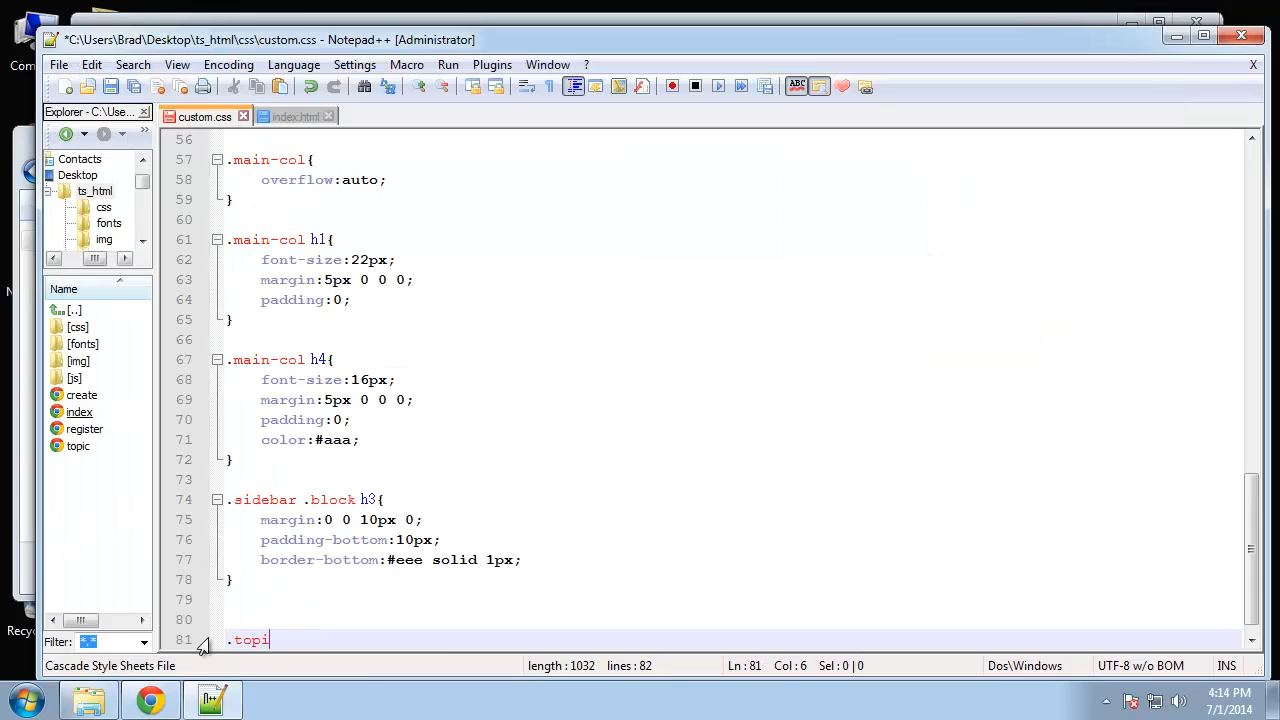 Com
*C:\Users\Brad\Desktop\ts_html\css\custom.css - Notepad++ [Administrator]
File Edit Search View Encoding Language Settings Macro Run Plugins Window ? X
ABC
Explorer - C:\Use...
custom.css
index.html
Contacts
Desktop
ts_html
css
fonts
img
Name
[..]
[css]
[fonts]
[img]
[js]
create
index
register
topic
Filter: *.*
56
57 .main-col{
58 overflow:auto;
59 }
60
61 .main-col h1{
62 font-size:22px;
63 margin:5px 0 0 0;
64 padding:0;
65 }
66
67 .main-col h4{
68 font-size:16px;
69 margin:5px 0 0 0;
70 padding:0;
71 color:#aaa;
72 }
73
74 .sidebar .block h3{
75 margin:0 0 10px 0;
76 padding-bottom:10px;
77 border-bottom:#eee solid 1px;
78 }
79
80
81 .topi
Recy
Cascade Style Sheets File length : 1032 lines : 82 Ln : 81 Col : 6 Sel : 0 | 0 Dos\Windows UTF-8 w/o BOM INS
4:14 PM
7/1/2014